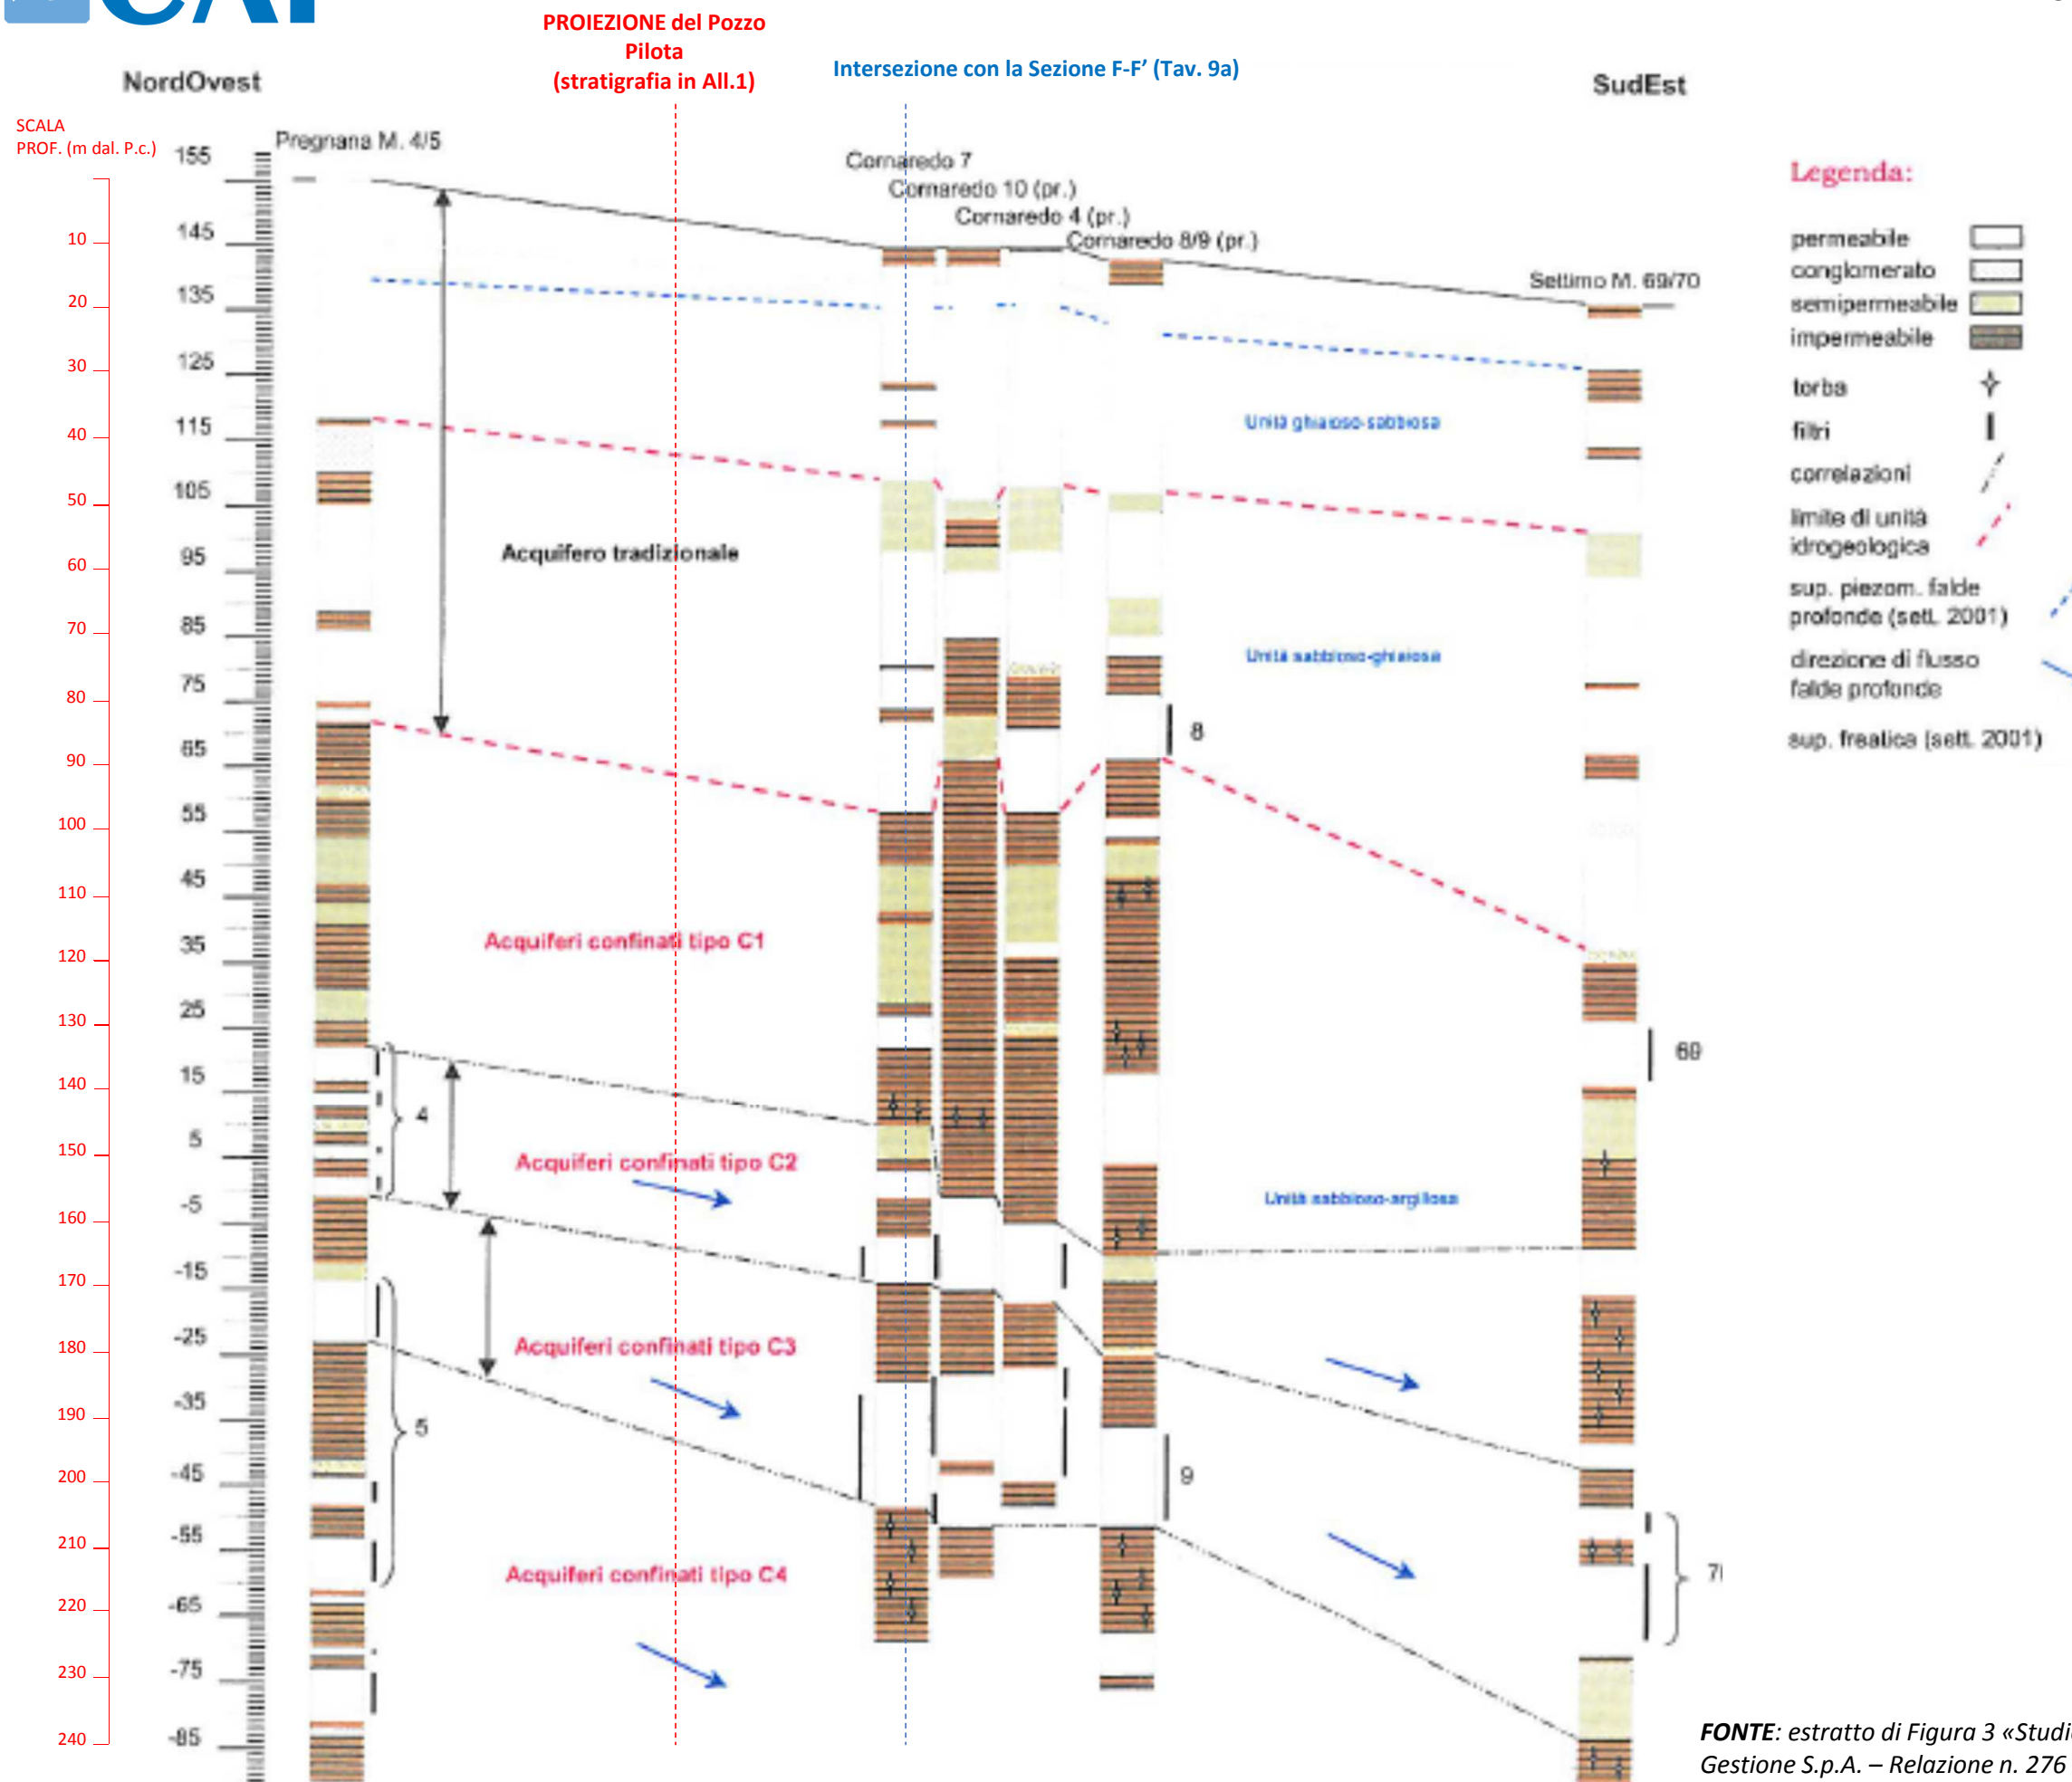 CAP
PROIEZIONE del Pozzo
Pilota
(stratigrafia in All.1)
Intersezione con la Sezione F-F' (Tav. 9a)
NordOvest
SudEst
SCALA
PROF. (m dal. P.c.)
Pregnana M. 4/5
Cornaredo 7
Cornaredo 10 (pr.)
Cornaredo 4 (pr.)
Cornaredo 8/9 (pr.)
Settimo M. 69/70
155
145
135
125
115
105
95
85
75
65
55
45
35
25
15
5
-5
-15
-25
-35
-45
-55
-65
-75
-85
10
20
30
40
50
60
70
80
90
100
110
120
130
140
150
160
170
180
190
200
210
220
230
240
Legenda:
permeabile
conglomerato
semipermeabile
impermeabile
torba
filtri
correlazioni
limite di unità
idrogeologica
sup. piezom. falde
profonde (sett. 2001)
direzione di flusso
falde profonde
sup. freatica (sett. 2001)
Unità ghiaioso-sabbiosa
Acquifero tradizionale
Unità sabbioso-ghiaiosa
8
Acquiferi confinati tipo C1
69
4
Acquiferi confinati tipo C2
Unità sabbioso-argillosa
Acquiferi confinati tipo C3
5
9
Acquiferi confinati tipo C4
7
FONTE: estratto di Figura 3 «Studio
Gestione S.p.A. – Relazione n. 276